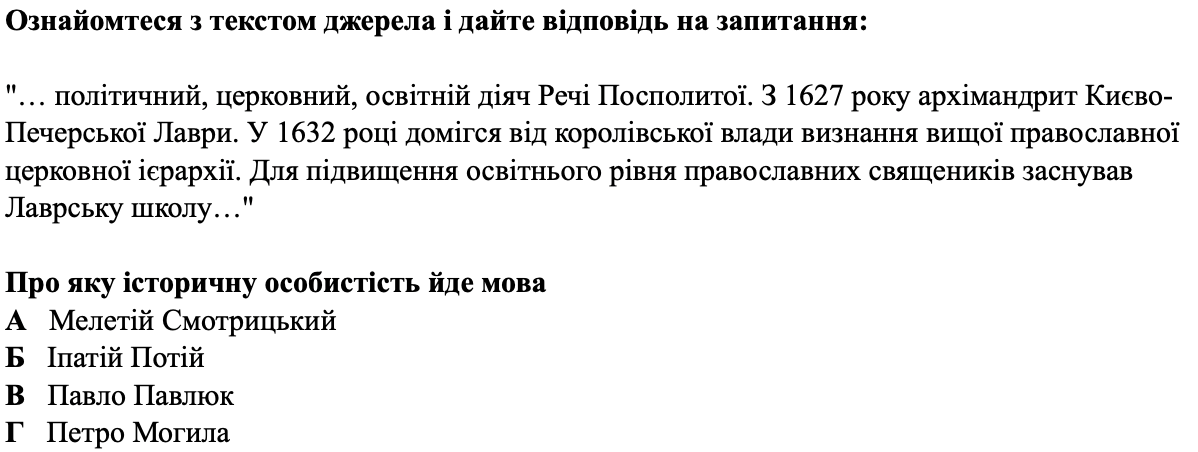 Ознайомтеся з текстом джерела і дайте відповідь на запитання:
"… політичний, церковний, освітній діяч Речі Посполитої. З 1627 року архімандрит Києво-
Печерської Лаври. У 1632 році домігся від королівської влади визнання вищої православної
церковної ієрархії. Для підвищення освітнього рівня православних священиків заснував
Лаврську школу…"
Про яку історичну особистість йде мова
А Мелетій Смотрицький
Б Іпатій Потій
В Павло Павлюк
Г Петро Могила